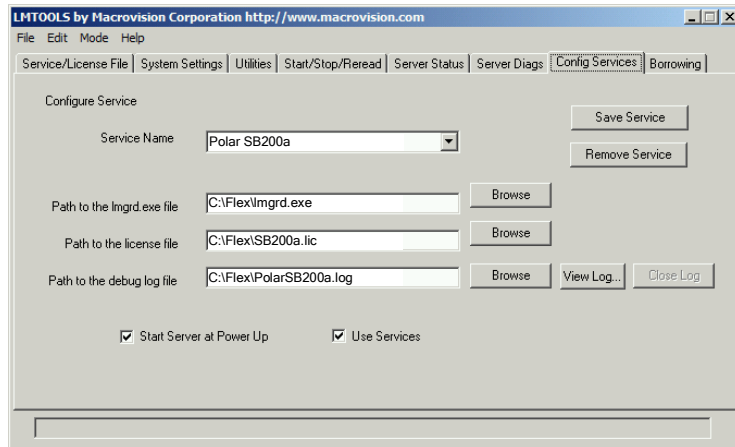 LMTOOLS by Macrovision Corporation http://www.macrovision.com
File Edit Mode Help
Service/License File System Settings Utilities Start/Stop/Reread Server Status Server Diags Config Services Borrowing
Configure Service
Save Service
Service Name Polar SB200a
Remove Service
Path to the lmgrd.exe file C:\Flex\lmgrd.exe Browse
Path to the license file C:\Flex\SB200a.lic Browse
Path to the debug log file C:\Flex\PolarSB200a.log Browse View Log... Close Log
Start Server at Power Up Use Services